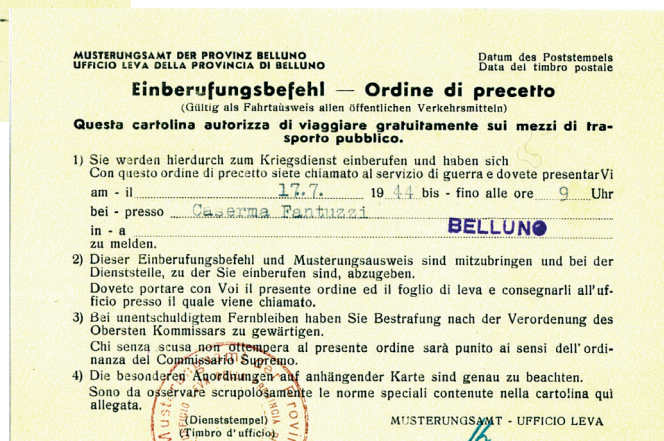 MUSTERUNGSAMT DER PROVINZ BELLUNO
UFFICIO LEVA DELLA PROVINCIA DI BELLUNO
Datum des Poststempels
Data del timbro postale
Einberufungsbefehl — Ordine di precetto
(Gültig als Fahrtausweis allen öffentlichen Verkehrsmitteln)
Questa cartolina autorizza di viaggiare gratuitamente sui mezzi di tra-
sporto pubblico.
1) Sie werden hierdurch zum Kriegsdienst einberufen und haben sich
Con questo ordine di precetto siete chiamato al servizio di guerra e dovete presentarVi
am - il 17.7. 1944 bis - fino alle ore 9 Uhr
bei - presso Caserma Fantuzzi
in - a BELLUNO
zu melden.
2) Dieser Einberufungsbefehl und Musterungsausweis sind mitzubringen und bei der
Dienststelle, zu der Sie einberufen sind, abzugeben.
Dovete portare con Voi il presente ordine ed il foglio di leva e consegnarli all'uf-
ficio presso il quale viene chiamato.
3) Bei unentschuldigtem Fernbleiben haben Sie Bestrafung nach der Verordnung des
Obersten Kommissars zu gewärtigen.
Chi senza scusa non ottempera al presente ordine sarà punito ai sensi dell'ordi-
nanza del Commissario Supremo.
4) Die besonderen Anordnungen auf anhängender Karte sind genau zu beachten.
Sono da osservare scrupolosamente le norme speciali contenute nella cartolina qui
allegata.
(Dienststempel)
(Timbro d'ufficio)
MUSTERUNGSAMT - UFFICIO LEVA
Musterungsamt der Provin
UFFICIO LEVA DELLA PROVINCIA